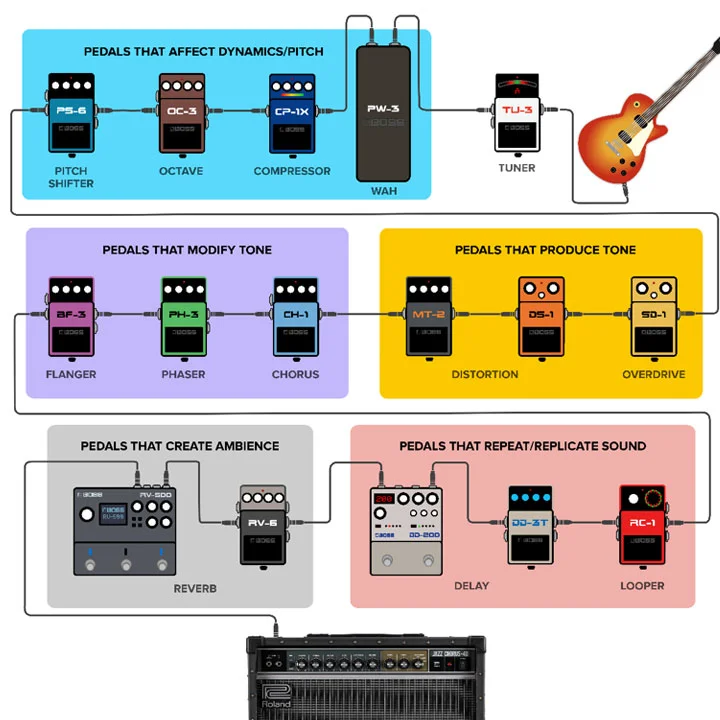 PEDALS THAT AFFECT DYNAMICS/PITCH
PS-6
BOSS
OC-3
BOSS
CP-1X
BOSS
PW-3
BOSS
TU-3
BOSS
PITCH
SHIFTER
OCTAVE
COMPRESSOR
WAH
TUNER
PEDALS THAT MODIFY TONE
PEDALS THAT PRODUCE TONE
BF-3
BOSS
PH-3
BOSS
CH-1
BOSS
MT-2
BOSS
DS-1
BOSS
SD-1
BOSS
FLANGER
PHASER
CHORUS
DISTORTION
OVERDRIVE
PEDALS THAT CREATE AMBIENCE
PEDALS THAT REPEAT/REPLICATE SOUND
BOSS
RV-500
BOSS
RV-500
RV-6
BOSS
200
BOSS
DD-200
DD-3T
BOSS
RC-1
BOSS
REVERB
DELAY
LOOPER
JAZZ CHORUS-40
Roland